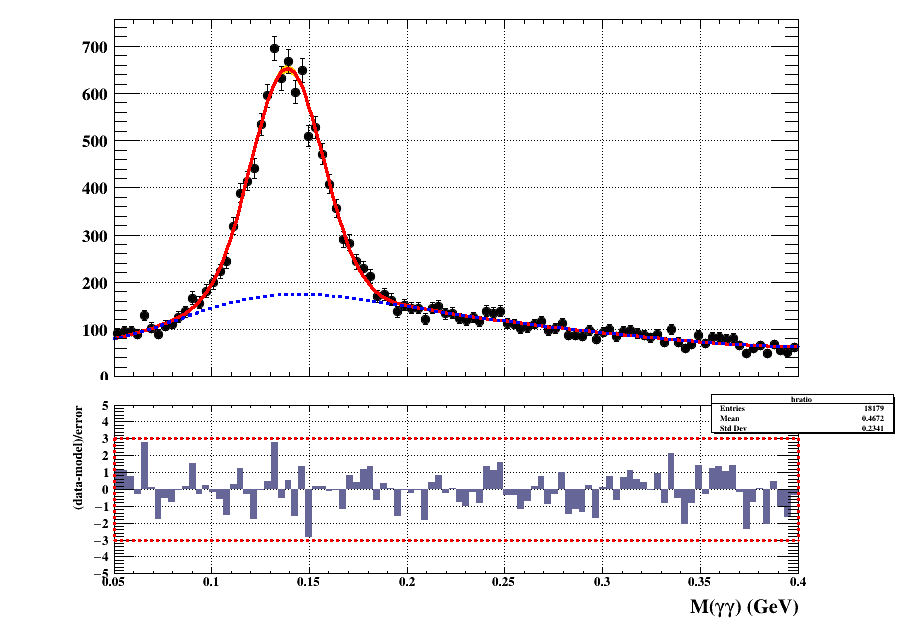 700
600
500
400
300
200
100
0
hratio
Entries 18179
Mean 0.4672
Std Dev 0.2341
(data-model)/error
5
4
3
2
1
0
−1
−2
−3
−4
−5
0.05 0.1 0.15 0.2 0.25 0.3 0.35 0.4
M(γγ) (GeV)